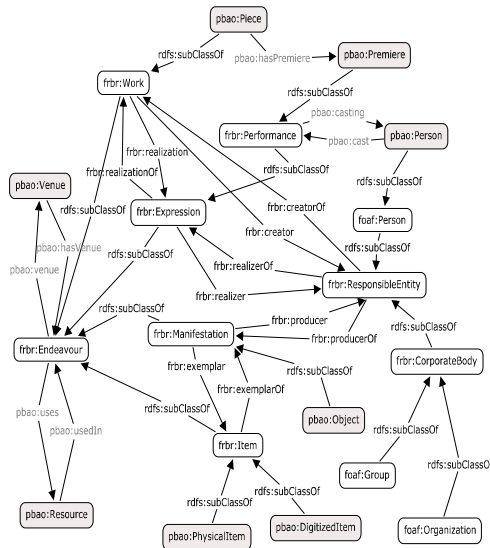 pbao:Piece
rdfs:subClassOf
pbao:hasPremiere
pbao:Premiere
frbr:Work
rdfs:subClassOf
pbao:casting
frbr:Performance
pbao:Person
pbao:cast
frbr:realization
frbr:realizationOf
rdfs:subClassOf
rdfs:subClassOf
pbao:Venue
rdfs:subClassOf
frbr:Expression
frbr:creatorOf
foaf:Person
frbr:creator
pbao:hasVenue
rdfs:subClassOf
rdfs:subClassOf
pbao:venue
frbr:realizerOf
frbr:realizer
frbr:ResponsibleEntity
rdfs:subClassOf
frbr:producer
rdfs:subClassOf
frbr:Manifestation
frbr:producerOf
frbr:Endeavour
frbr:CorporateBody
frbr:exemplar
rdfs:subClassOf
frbr:exemplarOf
pbao:uses
rdfs:subClassOf
pbao:Object
pbao:usedIn
rdfs:subClassOf
frbr:Item
rdfs:subClassO
foaf:Group
rdfs:subClassOf
rdfs:subClassOf
pbao:Resource
pbao:PhysicalItem
pbao:DigitizedItem
foaf:Organization